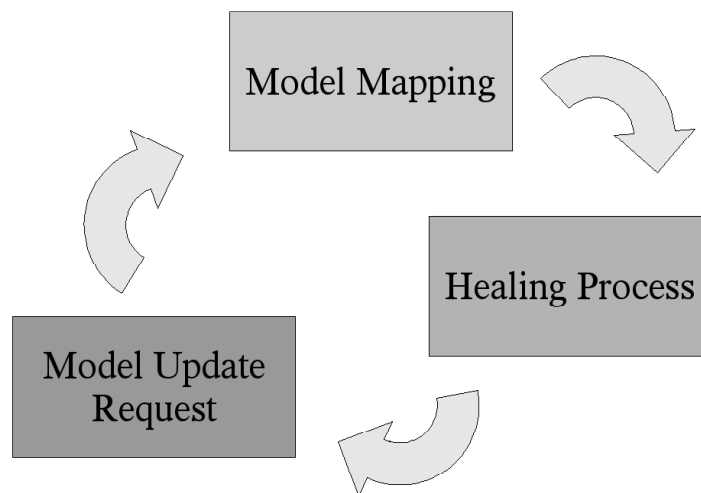 Model Mapping
Healing Process
Model Update
Request